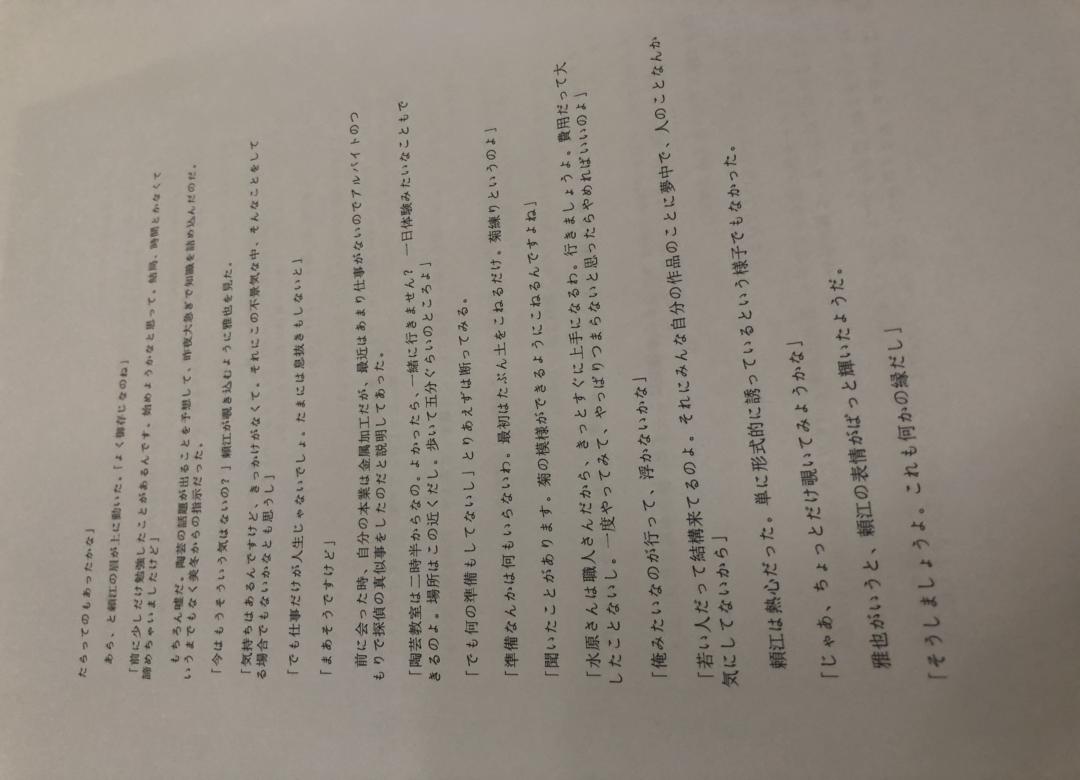 たらってのもあったかな」
あら、と頼江の眉が上に動いた。「よく御存じなのね」
「前に少しだけ勉強したことがあるんです。始めようかなと思って。結局、時間とかなくて
諦めちゃいましたけど」
もちろん嘘だ。陶芸の話題が出ることを予想して、昨夜大急ぎで知識を詰め込んだのだ。
いうまでもなく美冬からの指示だった。
「今はもうそういう気はないの？」頼江が覗き込むように雅也を見た。
「気持ちはあるんですけど、きっかけがなくて。それにこの不景気な中、そんなことをして
る場合でもないかなとも思うし」
「でも仕事だけが人生じゃないでしょ。たまには息抜きもしないと」
「まあそうですけど」
前に会った時、自分の本業は金属加工だが、最近はあまり仕事がないのでアルバイトのつ
もりで探偵の真似事をしたのだと説明してあった。
「陶芸教室は二時半からなの。よかったら、一緒に行きません？　一日体験みたいなこともで
きるのよ。場所はこの近くだし。歩いて五分ぐらいのところよ」
「でも何の準備もしてないし」とりあえずは断ってみる。
「準備なんかは何もいらないわ。最初はたぶん土をこねるだけ。菊練りというのよ」
「聞いたことがあります。菊の模様ができるようにこねるんですよね」
「水原さんは職人さんだから、きっとすぐに上手になるわ。行きましょうよ。費用だって大
したことないし。一度やってみて、やっぱりつまらないと思ったらやめればいいのよ」
「俺みたいなのが行って、浮かないかな」
「若い人だって結構来てるのよ。それにみんな自分の作品のことに夢中で、人のことなんか
気にしてないから」
頼江は熱心だった。単に形式的に誘っているという様子でもなかった。
「じゃあ、ちょっとだけ覗いてみようかな」
雅也がいうと、頼江の表情がぱっと輝いたようだ。
「そうしましょうよ。これも何かの縁だし」